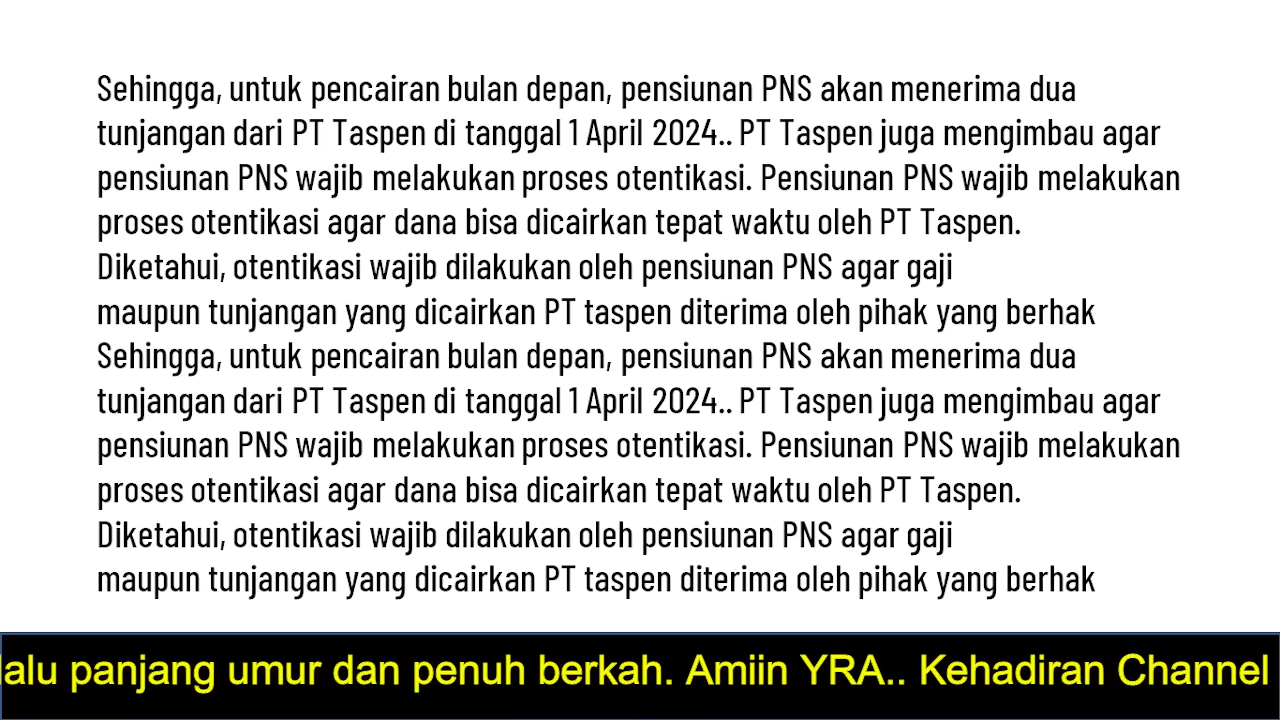 Sehingga, untuk pencairan bulan depan, pensiunan PNS akan menerima dua
tunjangan dari PT Taspen di tanggal 1 April 2024.. PT Taspen juga mengimbau agar
pensiunan PNS wajib melakukan proses otentikasi. Pensiunan PNS wajib melakukan
proses otentikasi agar dana bisa dicairkan tepat waktu oleh PT Taspen.
Diketahui, otentikasi wajib dilakukan oleh pensiunan PNS agar gaji
maupun tunjangan yang dicairkan PT taspen diterima oleh pihak yang berhak
Sehingga, untuk pencairan bulan depan, pensiunan PNS akan menerima dua
tunjangan dari PT Taspen di tanggal 1 April 2024.. PT Taspen juga mengimbau agar
pensiunan PNS wajib melakukan proses otentikasi. Pensiunan PNS wajib melakukan
proses otentikasi agar dana bisa dicairkan tepat waktu oleh PT Taspen.
Diketahui, otentikasi wajib dilakukan oleh pensiunan PNS agar gaji
maupun tunjangan yang dicairkan PT taspen diterima oleh pihak yang berhak
panjang umur dan penuh berkah. Amiin YRA.. Kehadiran Channel